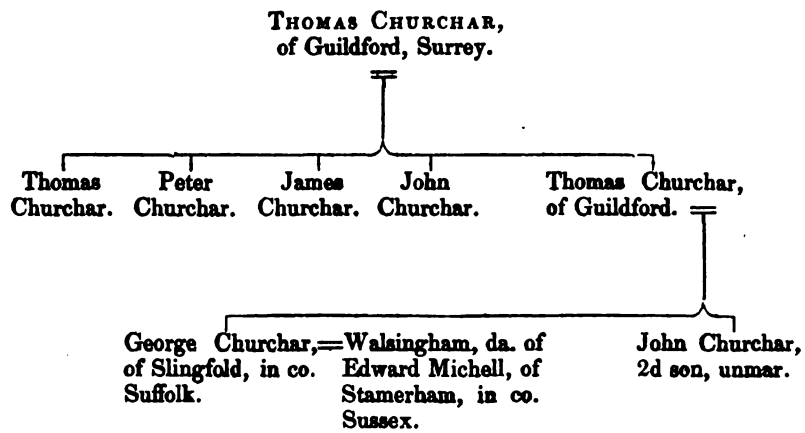 THOMAS CHURCHAR,
of Guildford, Surrey.
Thomas
Churchar.
Peter
Churchar.
James
Churchar.
John
Churchar.
Thomas Churchar,
of Guildford.
George Churchar,
of Slingfold, in co.
Suffolk.
Walsingham, da. of
Edward Michell, of
Stamerham, in co.
Sussex.
John Churchar,
2d son, unmar.